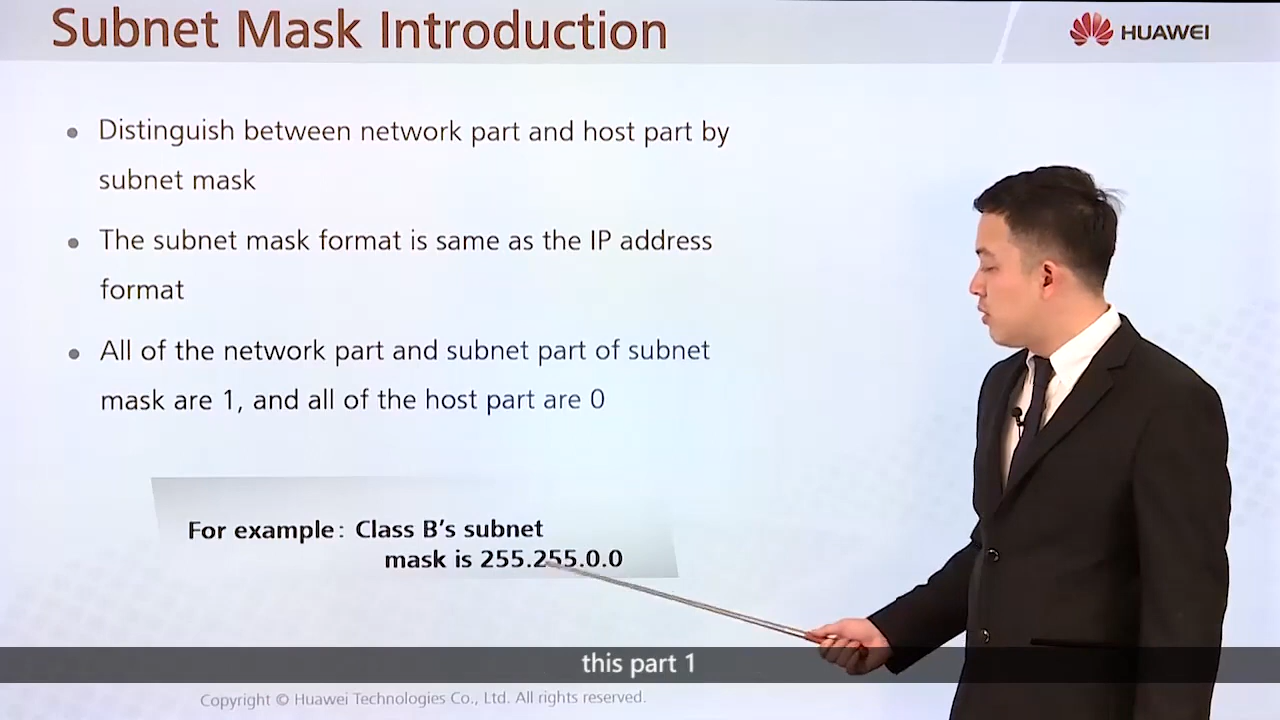 Subnet Mask Introduction
HUAWEI
Distinguish between network part and host part by
subnet mask
The subnet mask format is same as the IP address
format
All of the network part and subnet part of subnet
mask are 1, and all of the host part are 0
For example: Class B’s subnet
mask is 255.255.0.0
this part 1
Copyright © Huawei Technologies Co., Ltd. All rights reserved.